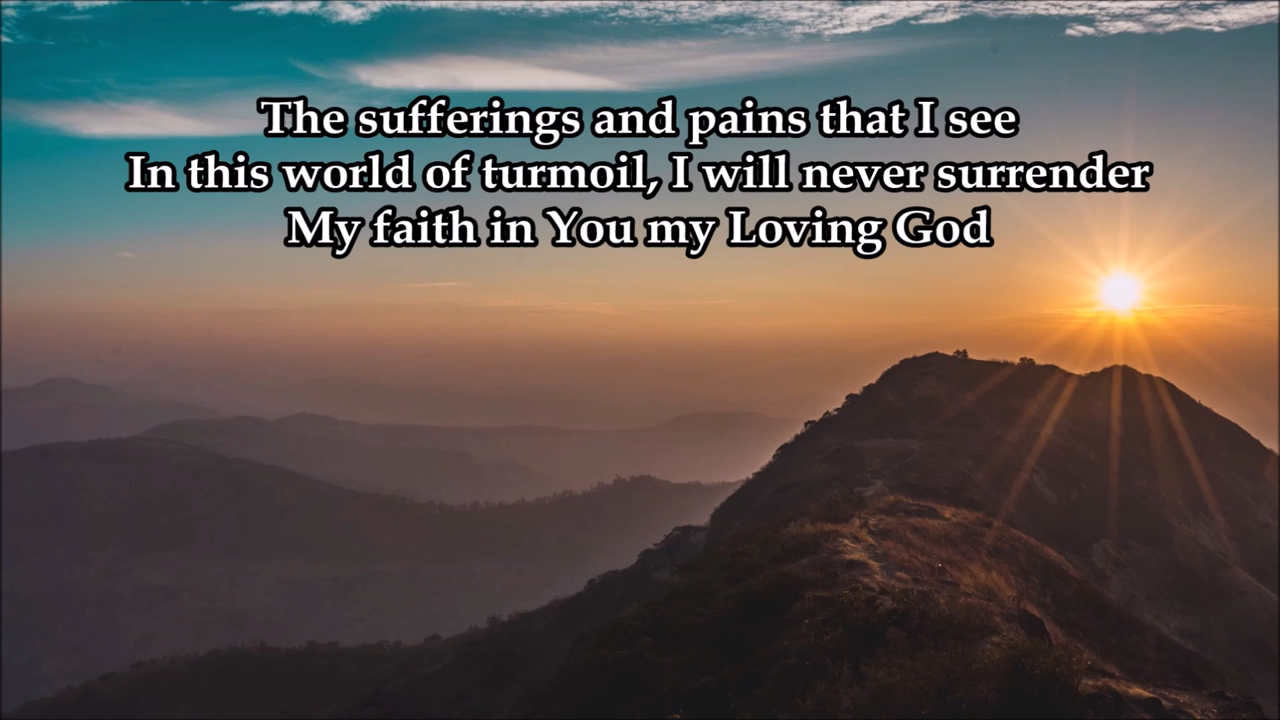 The sufferings and pains that I see
In this world of turmoil, I will never surrender
My faith in You my Loving God